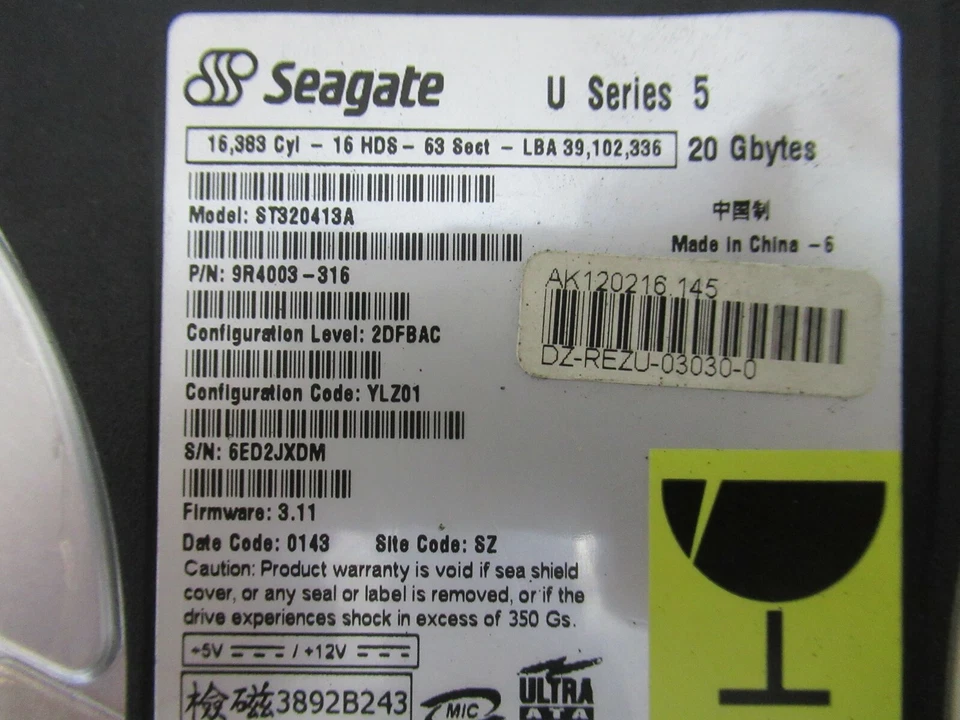 Seagate U Series 5
16,383 Cyl - 16 HDS - 63 Sect - LBA 39,102,336 20 Gbytes
Model: ST320413A
中国制
Made in China -6
P/N: 9R4003-316
AK120216.145
DZ-REZU-03030-0
Configuration Level: 2DFBAC
Configuration Code: YLZ01
S/N: 6ED2JXDM
Firmware: 3.11
Date Code: 0143 Site Code: SZ
Caution: Product warranty is void if sea shield
cover, or any seal or label is removed, or if the
drive experiences shock in excess of 350 Gs.
+5V / +12V
檢磁3892B243
MIC
ULTRA
ATA